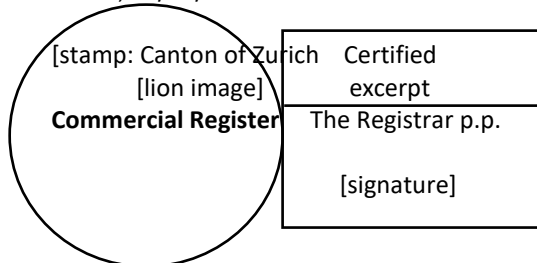 [stamp: Canton of Zurich
[lion image]
Commercial Register
Certified
excerpt
The Registrar p.p.
[signature]